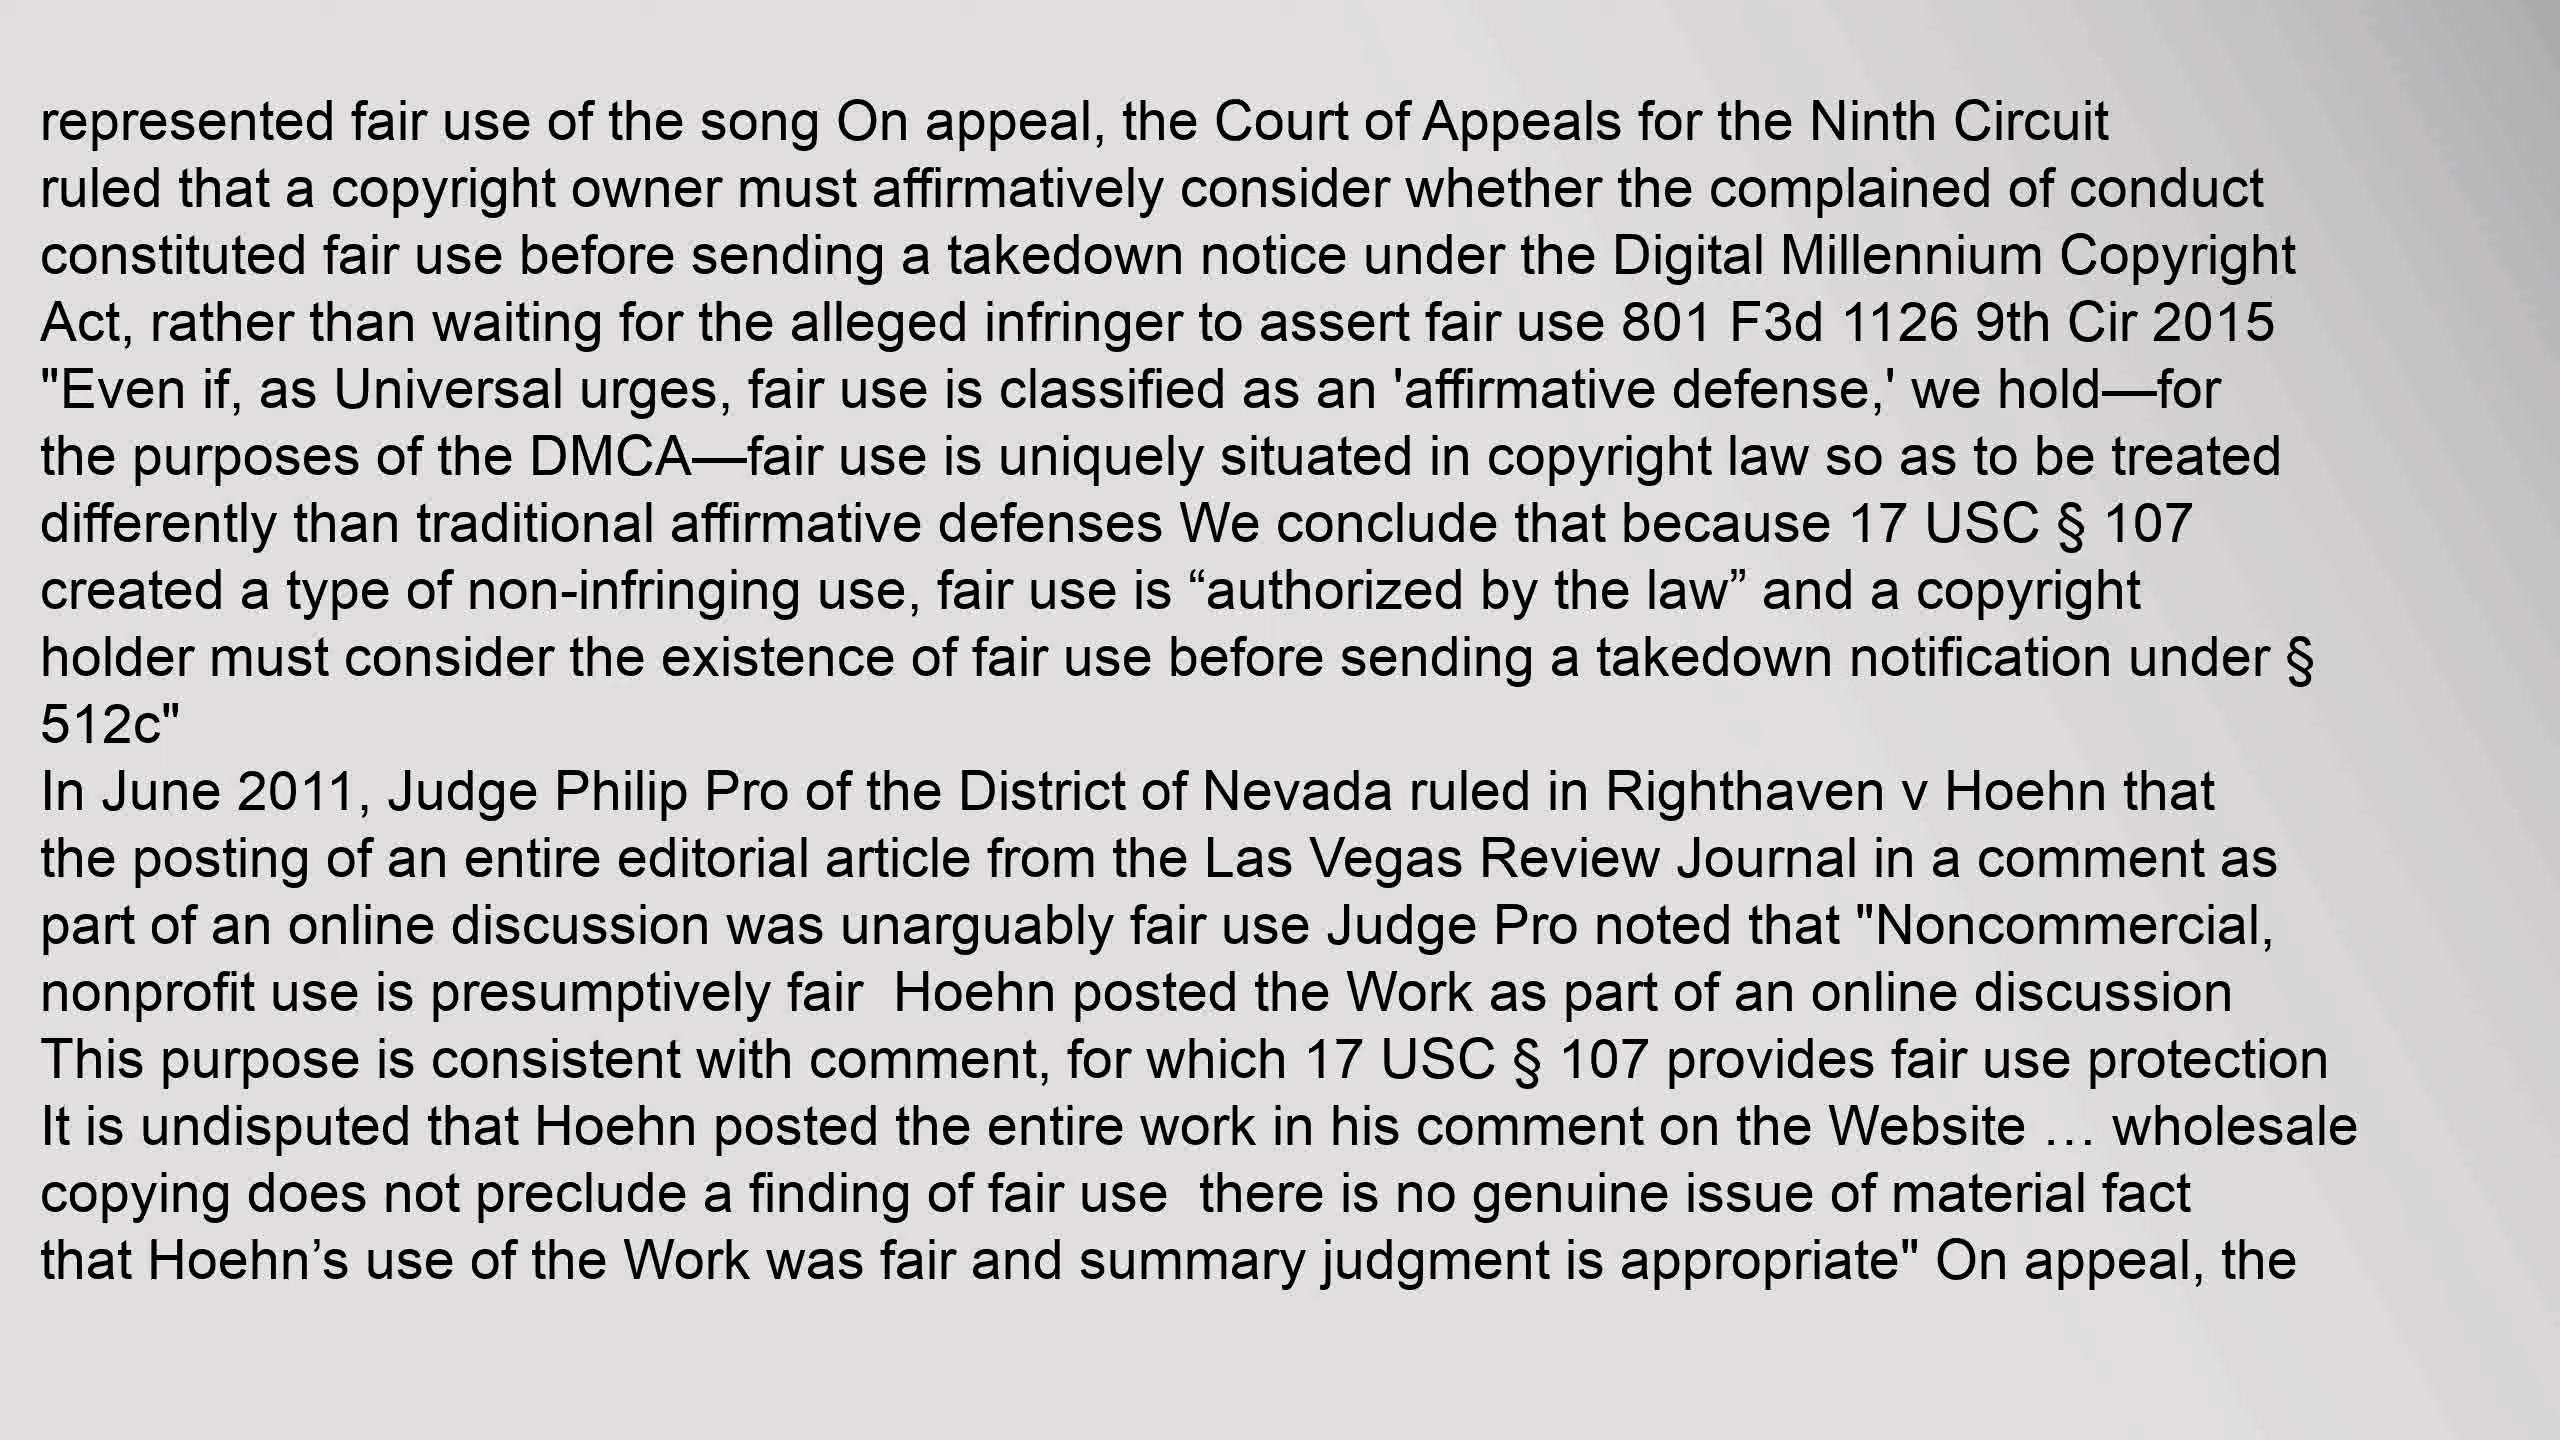 represented fair use of the song On appeal, the Court of Appeals for the Ninth Circuit
ruled that a copyright owner must affirmatively consider whether the complained of conduct
constituted fair use before sending a takedown notice under the Digital Millennium Copyright
Act, rather than waiting for the alleged infringer to assert fair use 801 F3d 1126 9th Cir 2015
"Even if, as Universal urges, fair use is classified as an 'affirmative defense,' we hold—for
the purposes of the DMCA—fair use is uniquely situated in copyright law so as to be treated
differently than traditional affirmative defenses We conclude that because 17 USC § 107
created a type of non-infringing use, fair use is “authorized by the law” and a copyright
holder must consider the existence of fair use before sending a takedown notification under §
512c"
In June 2011, Judge Philip Pro of the District of Nevada ruled in Righthaven v Hoehn that
the posting of an entire editorial article from the Las Vegas Review Journal in a comment as
part of an online discussion was unarguably fair use Judge Pro noted that "Noncommercial,
nonprofit use is presumptively fair  Hoehn posted the Work as part of an online discussion
This purpose is consistent with comment, for which 17 USC § 107 provides fair use protection
It is undisputed that Hoehn posted the entire work in his comment on the Website … wholesale
copying does not preclude a finding of fair use  there is no genuine issue of material fact
that Hoehn’s use of the Work was fair and summary judgment is appropriate" On appeal, the